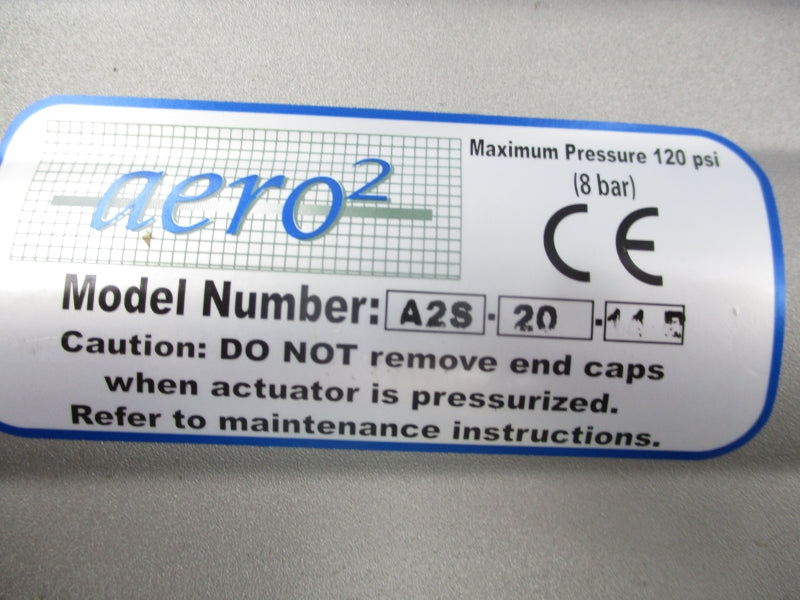 aero²
Maximum Pressure 120 psi
(8 bar)
CE
Model Number: A2S - 20 -
Caution: DO NOT remove end caps
when actuator is pressurized.
Refer to maintenance instructions.